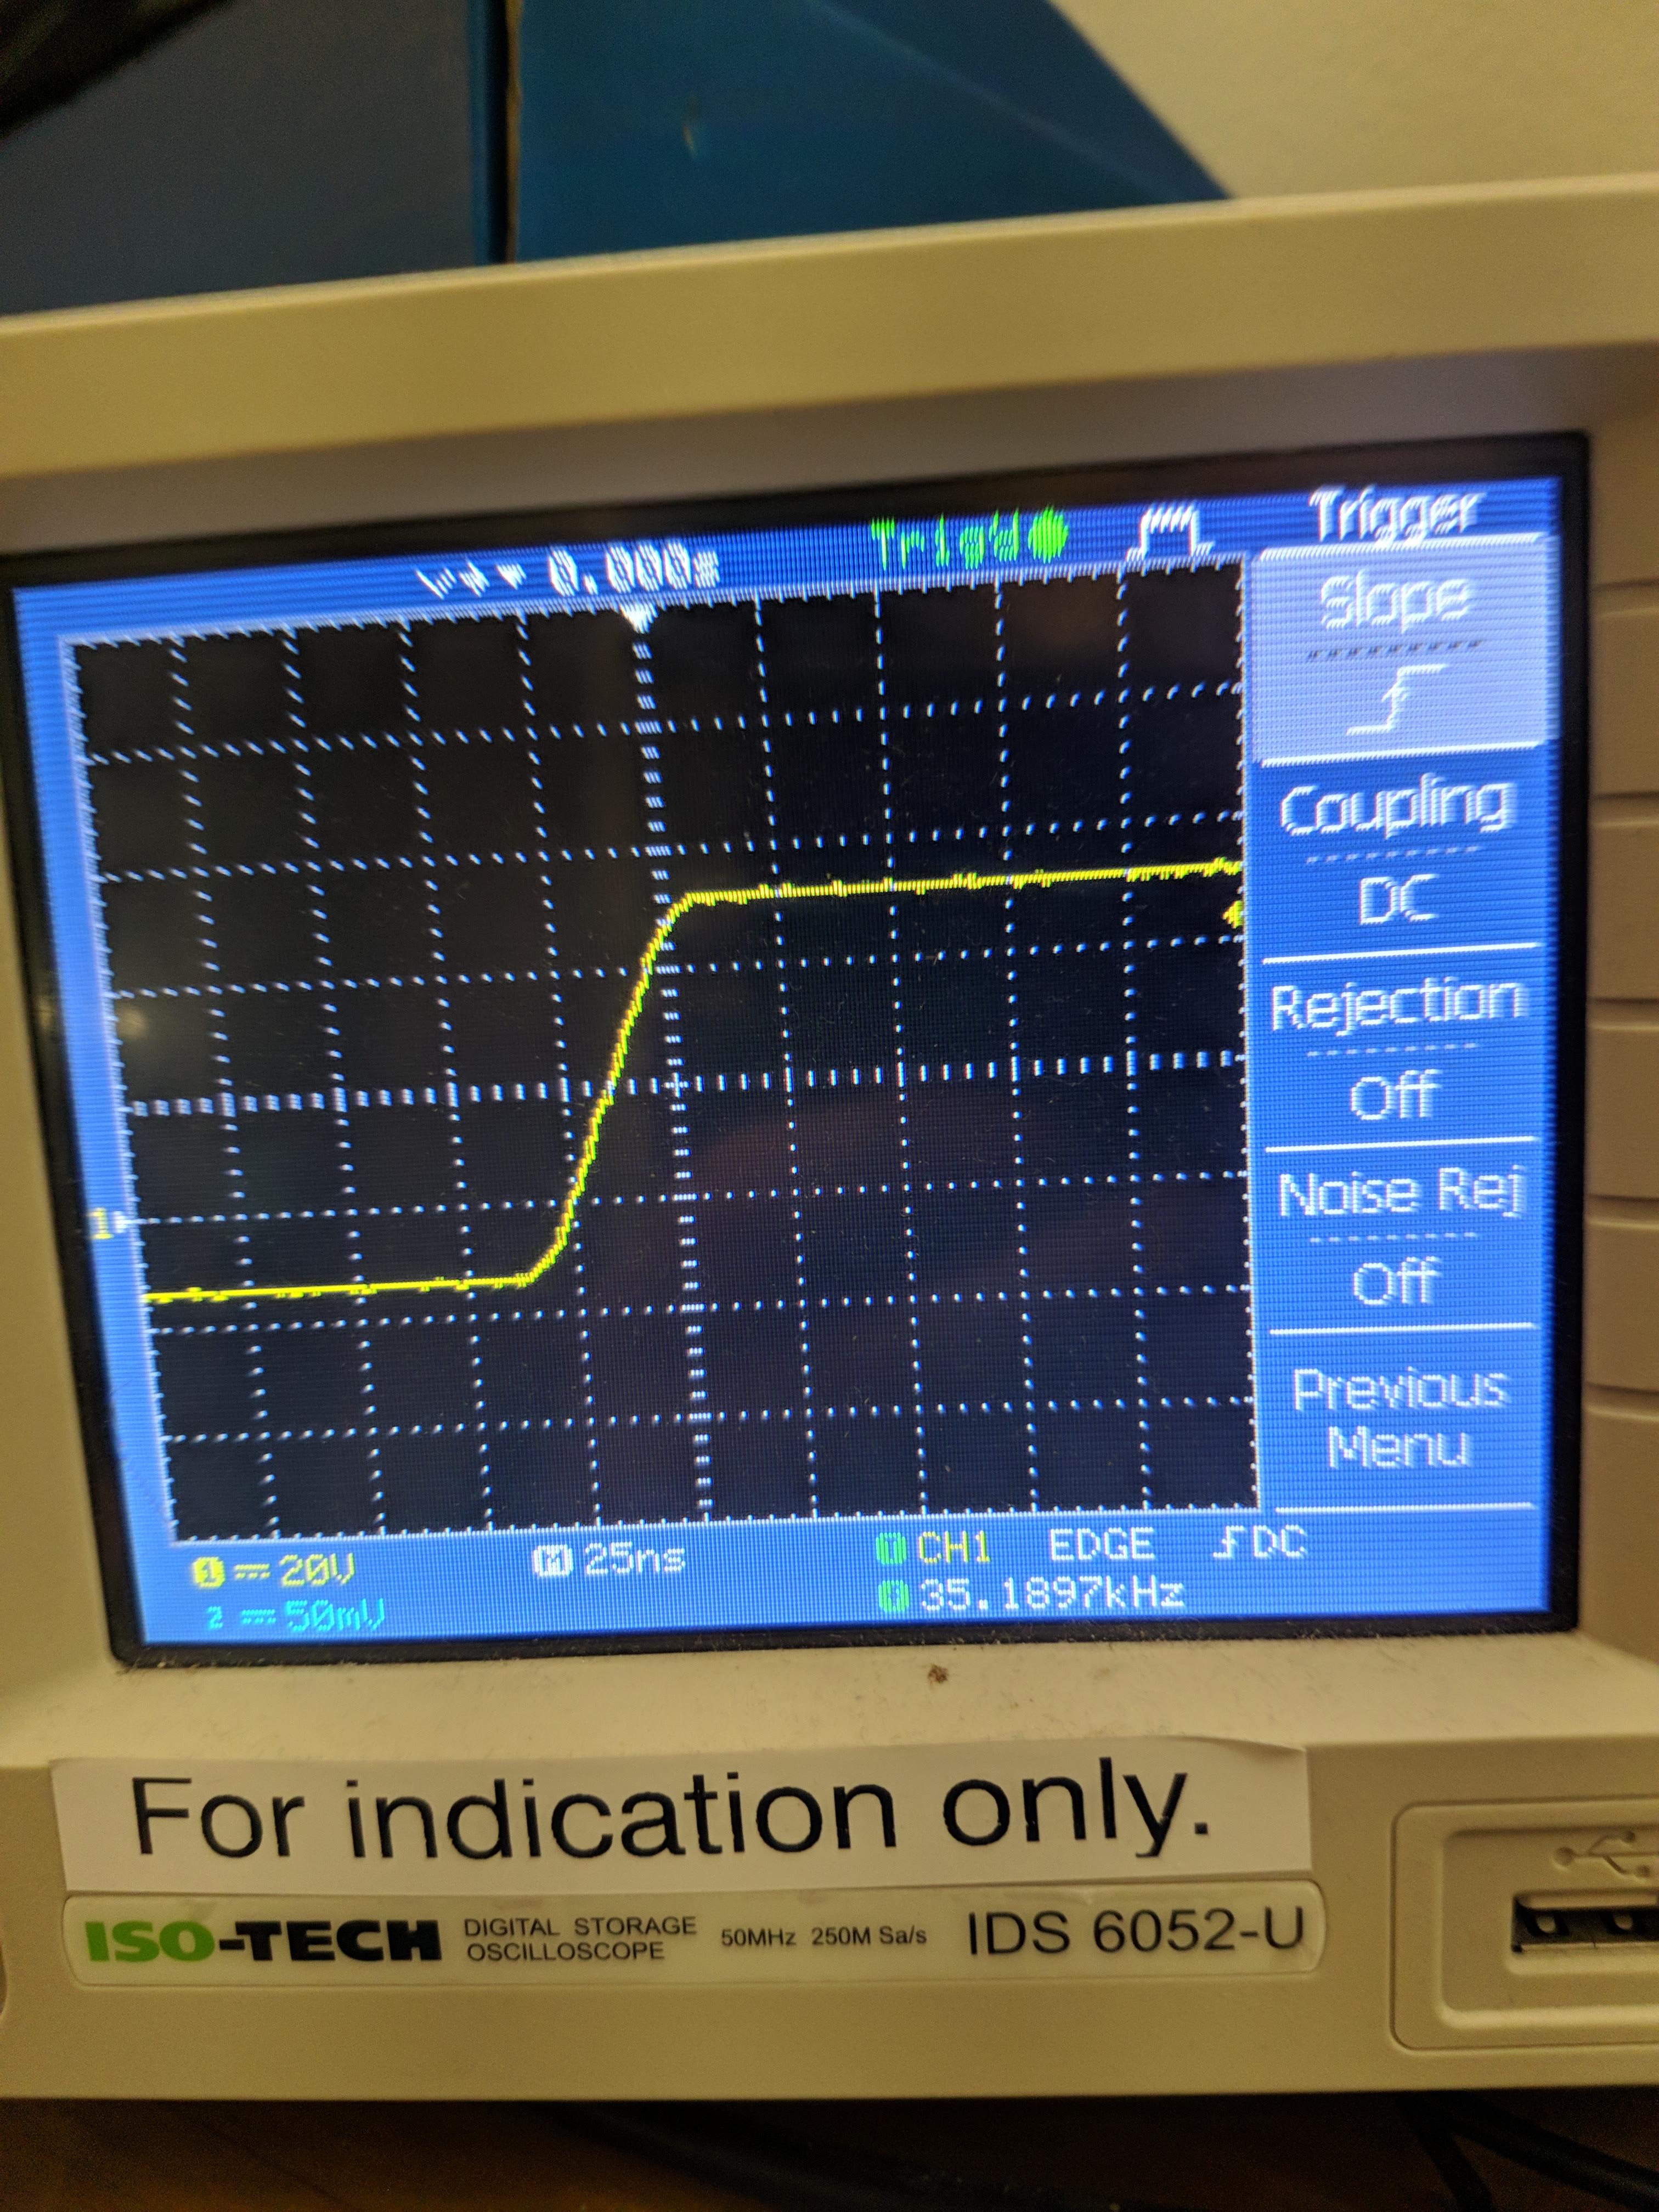 0.000s Trig'd Trigger
Slope
Coupling
DC
Rejection
Off
Noise Rej
Off
Previous
Menu
1
1 20V M 25ns T CH1 EDGE DC
2 50mV 35.1897kHz
For indication only.
ISO-TECH DIGITAL STORAGE OSCILLOSCOPE 50MHz 250M Sa/s IDS 6052-U